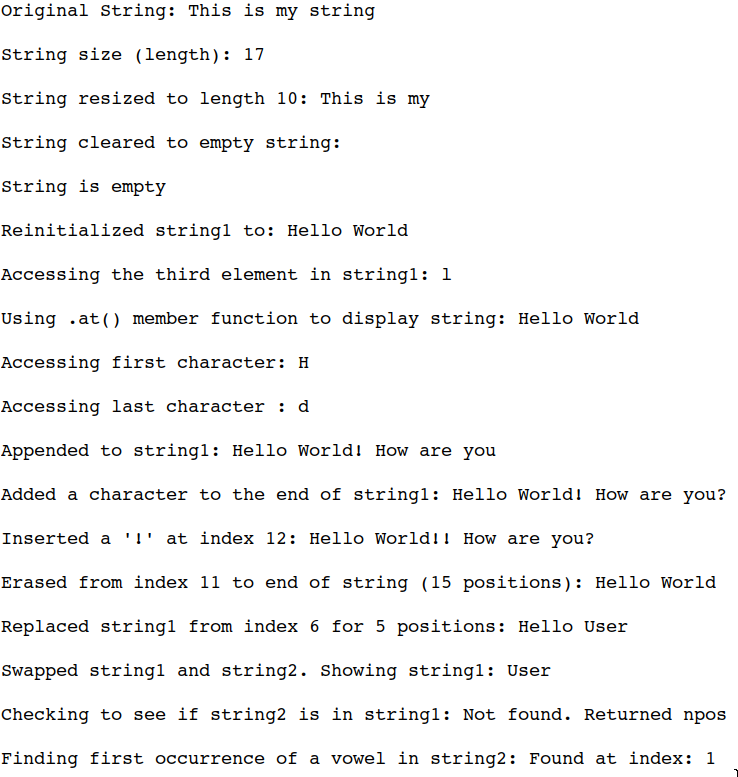 Original String: This is my string
String size (length): 17
String resized to length 10: This is my
String cleared to empty string:
String is empty
Reinitialized string1 to: Hello World
Accessing the third element in string1: l
Using .at() member function to display string: Hello World
Accessing first character: H
Accessing last character : d
Appended to string1: Hello World! How are you
Added a character to the end of string1: Hello World! How are you?
Inserted a '!' at index 12: Hello World!! How are you?
Erased from index 11 to end of string (15 positions): Hello World
Replaced string1 from index 6 for 5 positions: Hello User
Swapped string1 and string2. Showing string1: User
Checking to see if string2 is in string1: Not found. Returned npos
Finding first occurrence of a vowel in string2: Found at index: 1